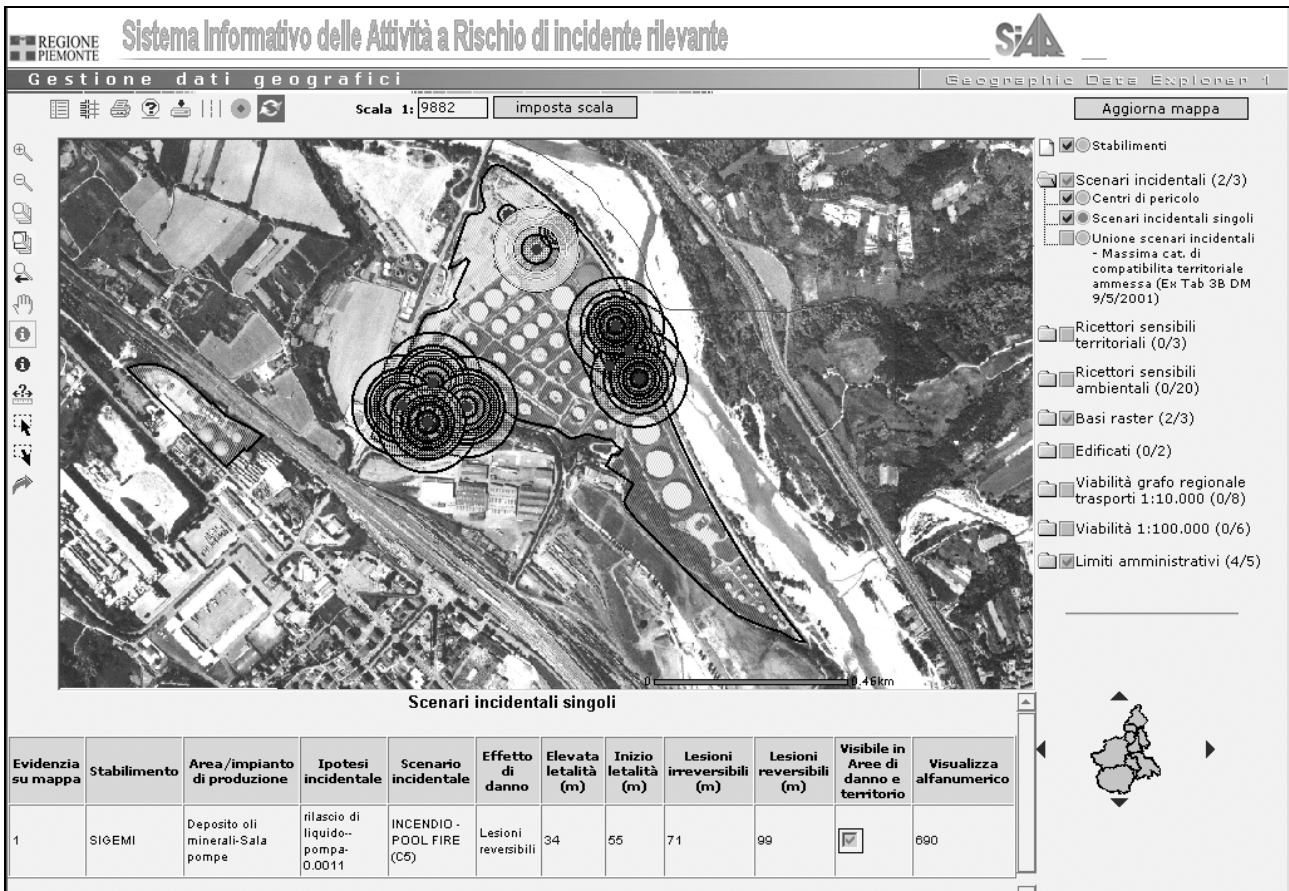 REGIONE
PIEMONTE
Sistema Informativo delle Attività a Rischio di incidente rilevante
SIAR
Gestione dati geografici
Geographic Data Explorer 1
Scala 1: 9882
imposta scala
Aggiorna mappa
Stabilimenti
Scenari incidentali (2/3)
Centri di pericolo
Scenari incidentali singoli
Unione scenari incidentali
- Massima cat. di
compatibilita territoriale
ammessa (Ex Tab 3B DM
9/5/2001)
Ricettori sensibili
territoriali (0/3)
Ricettori sensibili
ambientali (0/20)
Basi raster (2/3)
Edificati (0/2)
Viabilità grafo regionale
trasporti 1:10.000 (0/8)
Viabilità 1:100.000 (0/6)
Limiti amministrativi (4/5)
0 0.46km
Scenari incidentali singoli
Evidenzia
su mappa
Stabilimento
Area/impianto
di produzione
Ipotesi
incidentale
Scenario
incidentale
Effetto
di
danno
Elevata
letalità
(m)
Inizio
letalità
(m)
Lesioni
irreversibili
(m)
Lesioni
reversibili
(m)
Visibile in
Aree di
danno e
territorio
Visualizza
alfanumerico
1
SIGEMI
Deposito oli
minerali-Sala
pompe
rilascio di
liquido--
pompa-
0.0011
INCENDIO -
POOL FIRE
(C5)
Lesioni
reversibili
34
55
71
99
690